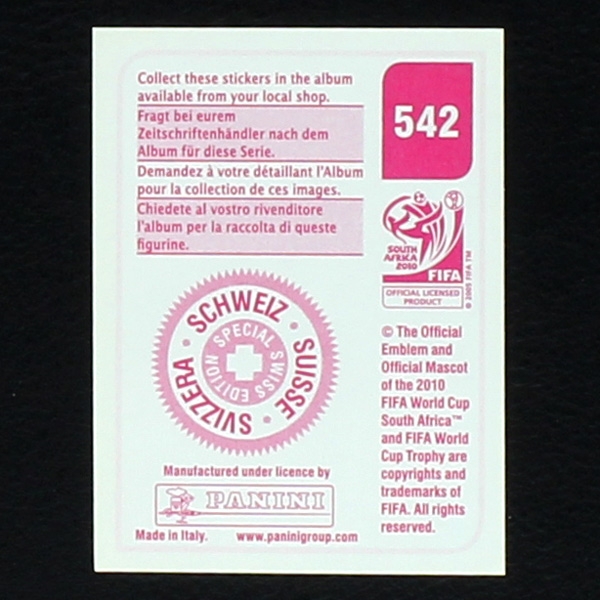 Collect these stickers in the album
available from your local shop.
Fragt bei eurem
Zeitschriftenhändler nach dem
Album für diese Serie.
Demandez à votre détaillant l'Album
pour la collection de ces images.
Chiedete al vostro rivenditore
l'album per la raccolta di queste
figurine.
542
SOUTH
AFRICA
2010
FIFA
OFFICIAL LICENSED
PRODUCT
© 2005 FIFA TM
SCHWEIZ · SUISSE · SVIZZERA ·
SPECIAL SWISS EDITION
© The Official
Emblem and
Official Mascot
of the 2010
FIFA World Cup
South Africa™
and FIFA World
Cup Trophy are
copyrights and
trademarks of
FIFA. All rights
reserved.
Manufactured under licence by
PANINI
Made in Italy. www.paninigroup.com